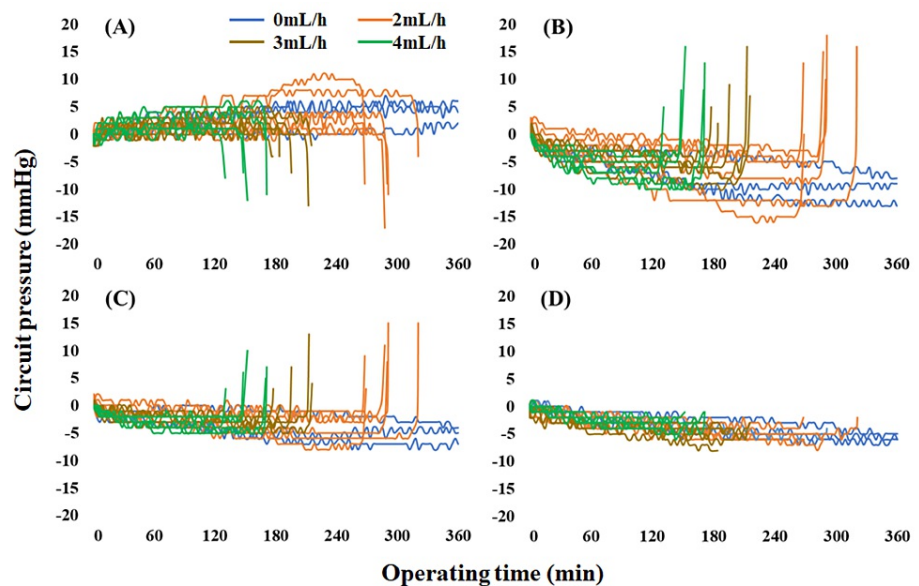 (A) 0mL/h 2mL/h (B)
3mL/h 4mL/h
20 15 10 5 0 -5 -10 -15 -20
0 60 120 180 240 300 360
20 15 10 5 0 -5 -10 -15 -20
0 60 120 180 240 300 360
(C) (D)
20 15 10 5 0 -5 -10 -15 -20
0 60 120 180 240 300 360
20 15 10 5 0 -5 -10 -15 -20
0 60 120 180 240 300 360
Circuit pressure (mmHg)
Operating time (min)